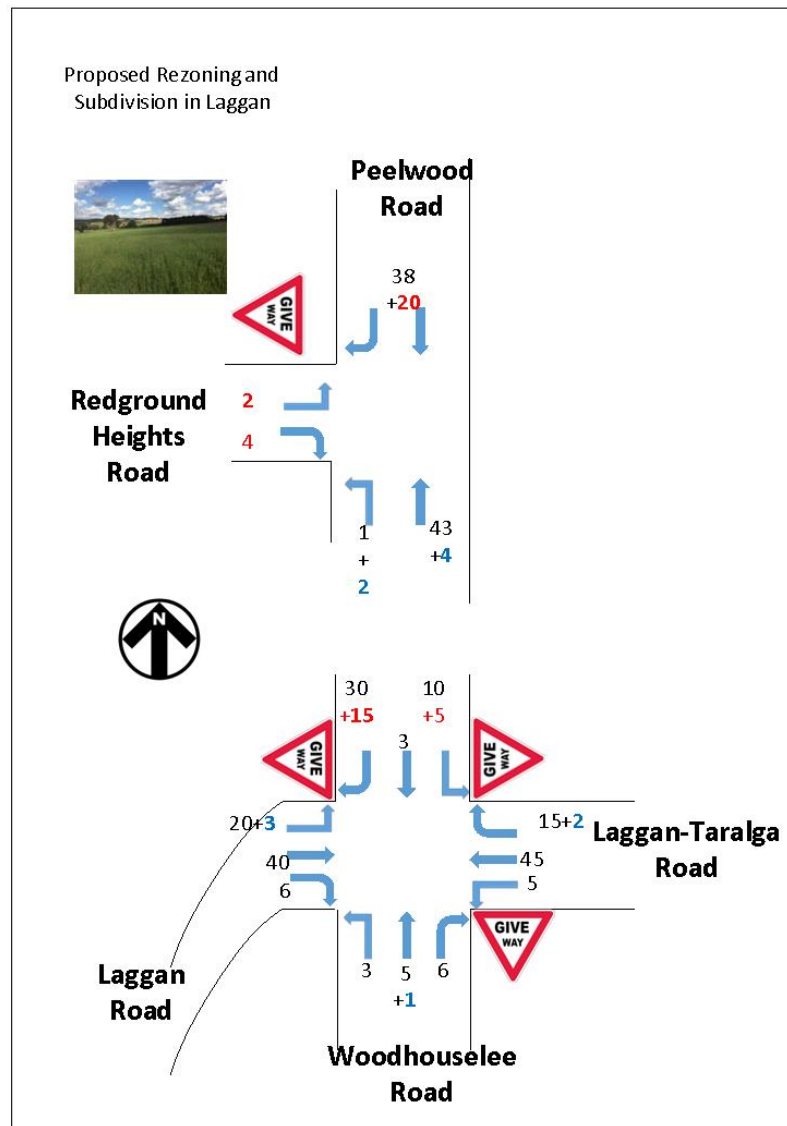 Proposed Rezoning and
Subdivision in Laggan
Peelwood
Road
38
+20
GIVE
WAY
Redground
Heights
Road
2
4
1
+
2
43
+4
N
30
+15
10
+5
3
GIVE
WAY
GIVE
WAY
20+3
15+2
Laggan-Taralga
Road
40
45
6
5
GIVE
WAY
Laggan
Road
3
5
+1
6
Woodhouselee
Road